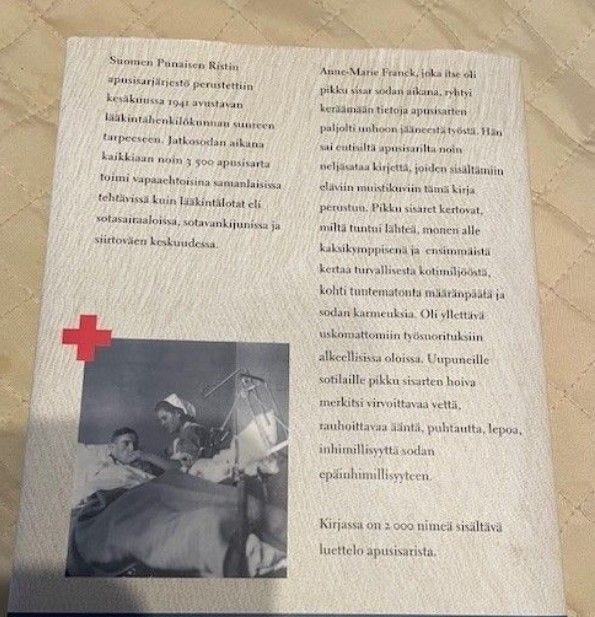 Suomen Punaisen Ristin
apusisarjärjestö perustettiin
kesäkuussa 1941 avustavan
lääkintähenkilökunnan suureen
tarpeeseen. Jatkosodan aikana
kaikkiaan noin 3 500 apusisarta
toimi vapaaehtoisina samanlaisissa
tehtävissä kuin lääkintälotat eli
sotasairaaloissa, sotavankijunissa ja
siirtoväen keskuudessa.
Anne-Marie Franck, joka itse oli
pikku sisar sodan aikana, ryhtyi
keräämään tietoja apusisarten
paljolti unhoon jääneestä työstä. Hän
sai entisiltä apusisarilta noin
neljäsataa kirjettä, joiden sisältämiin
eläviin muistikuviin tämä kirja
perustuu. Pikku sisaret kertovat,
miltä tuntui lähteä, monen alle
kaksikymppisenä ja ensimmäistä
kertaa turvallisesta kotimiljööstä,
kohti tuntematonta määränpäätä ja
sodan karmeuksia. Oli yllettävä
uskomattomiin työsuorituksiin
alkeellisissa oloissa. Uupuneille
sotilaille pikku sisarten hoiva
merkitsi virvoittavaa vettä,
rauhoittavaa ääntä, puhtautta, lepoa,
inhimillisyyttä sodan
epäinhimillisyyteen.
Kirjassa on 2 000 nimeä sisältävä
luettelo apusisarista.